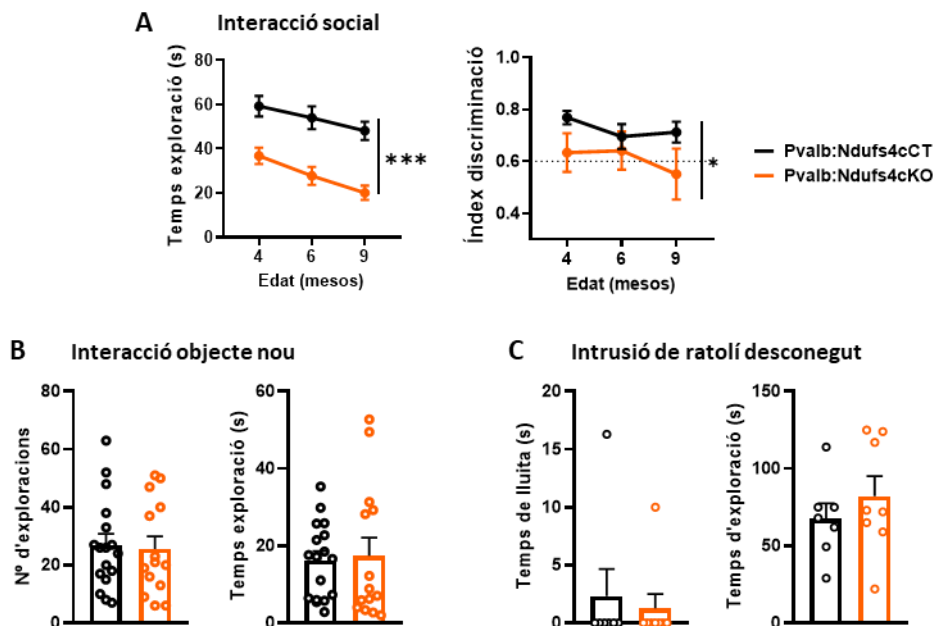 A Interacció social
Temps exploració (s)
80
60
40
20
0
4 6 9
Edat (mesos)
***
Índex discriminació
1.0
0.8
0.6
0.4
4 6 9
Edat (mesos)
*
Pvalb:Ndufs4cCT
Pvalb:Ndufs4cKO
B Interacció objecte nou
Nº d'exploracions
80
60
40
20
0
Temps exploració (s)
60
40
20
0
C Intrusió de ratolí desconegut
Temps de lluita (s)
20
15
10
5
0
Temps d'exploració (s)
150
100
50
0